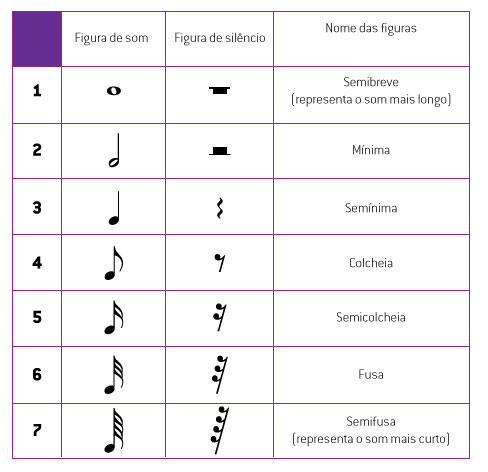 Figura de som Figura de silêncio Nome das figuras
1 Semibreve
(representa o som mais longo)
2 Mínima
3 Semínima
4 Colcheia
5 Semicolcheia
6 Fusa
7 Semifusa
(representa o som mais curto)